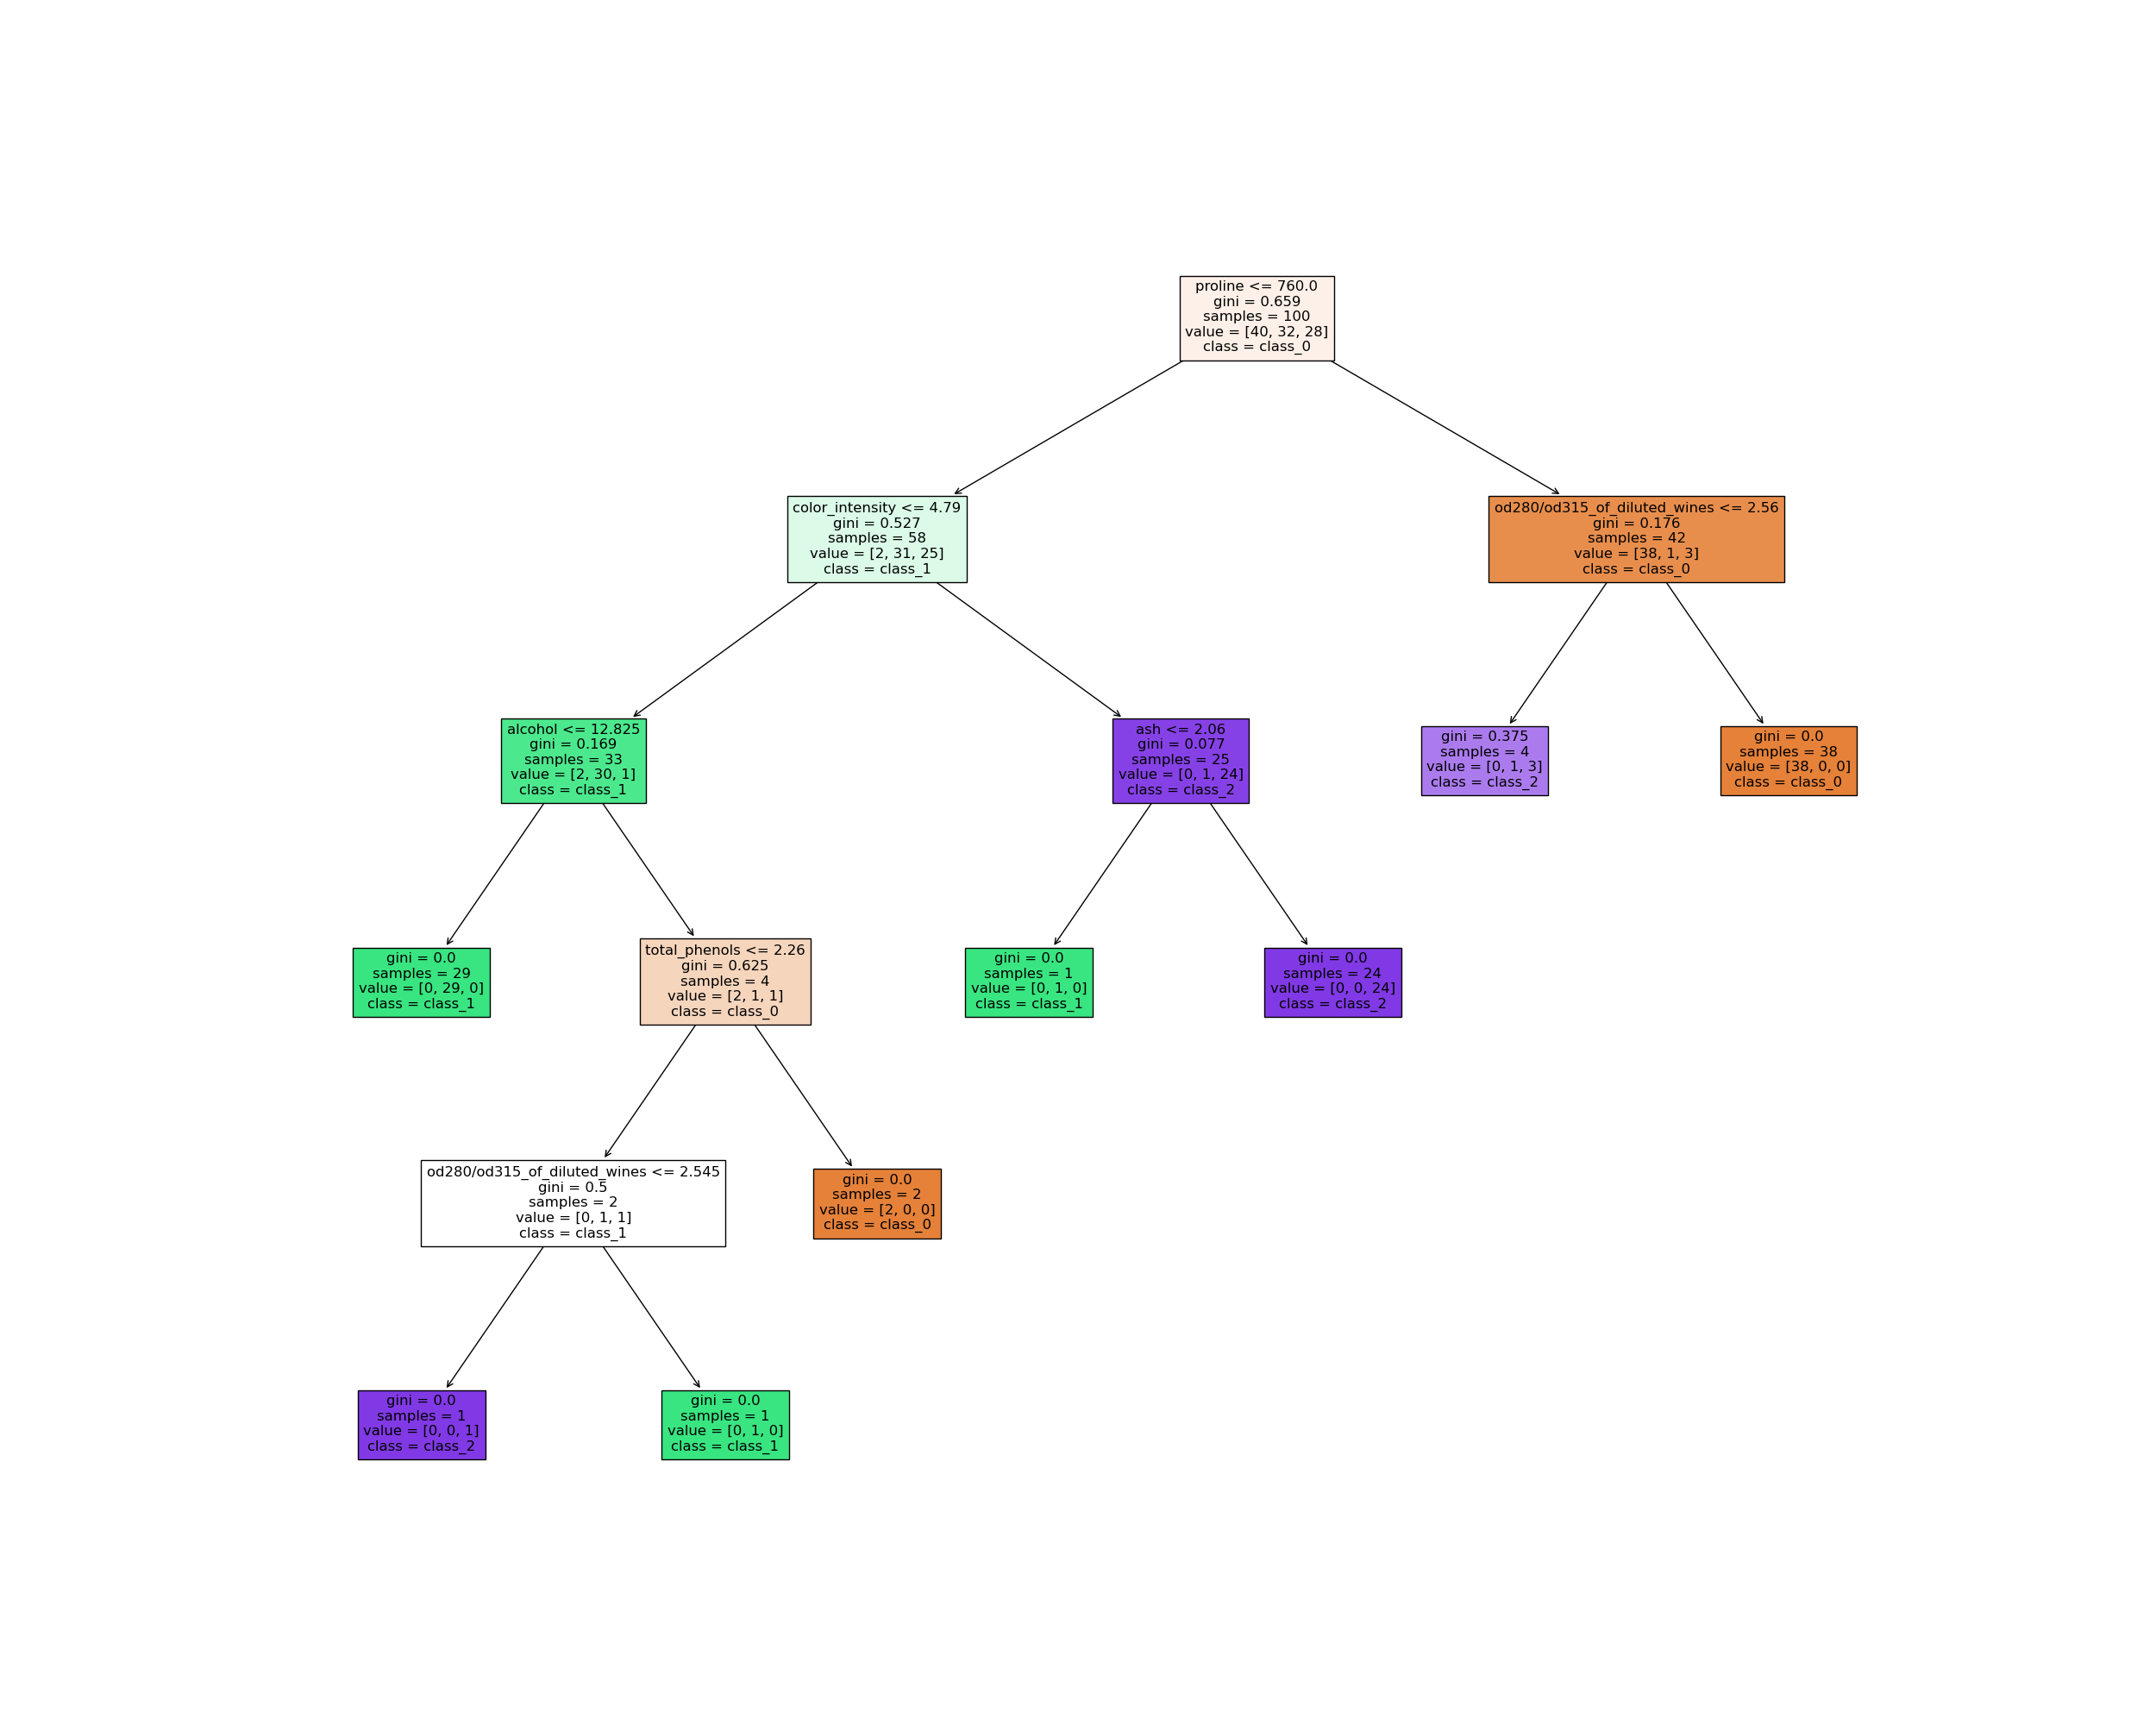 proline <= 760.0
gini = 0.659
samples = 100
value = [40, 32, 28]
class = class_0
color_intensity <= 4.79
gini = 0.527
samples = 58
value = [2, 31, 25]
class = class_1
od280/od315_of_diluted_wines <= 2.56
gini = 0.176
samples = 42
value = [38, 1, 3]
class = class_0
alcohol <= 12.825
gini = 0.169
samples = 33
value = [2, 30, 1]
class = class_1
ash <= 2.06
gini = 0.077
samples = 25
value = [0, 1, 24]
class = class_2
gini = 0.375
samples = 4
value = [0, 1, 3]
class = class_2
gini = 0.0
samples = 38
value = [38, 0, 0]
class = class_0
gini = 0.0
samples = 29
value = [0, 29, 0]
class = class_1
total_phenols <= 2.26
gini = 0.625
samples = 4
value = [2, 1, 1]
class = class_0
gini = 0.0
samples = 1
value = [0, 1, 0]
class = class_1
gini = 0.0
samples = 24
value = [0, 0, 24]
class = class_2
od280/od315_of_diluted_wines <= 2.545
gini = 0.5
samples = 2
value = [0, 1, 1]
class = class_1
gini = 0.0
samples = 2
value = [2, 0, 0]
class = class_0
gini = 0.0
samples = 1
value = [0, 0, 1]
class = class_2
gini = 0.0
samples = 1
value = [0, 1, 0]
class = class_1